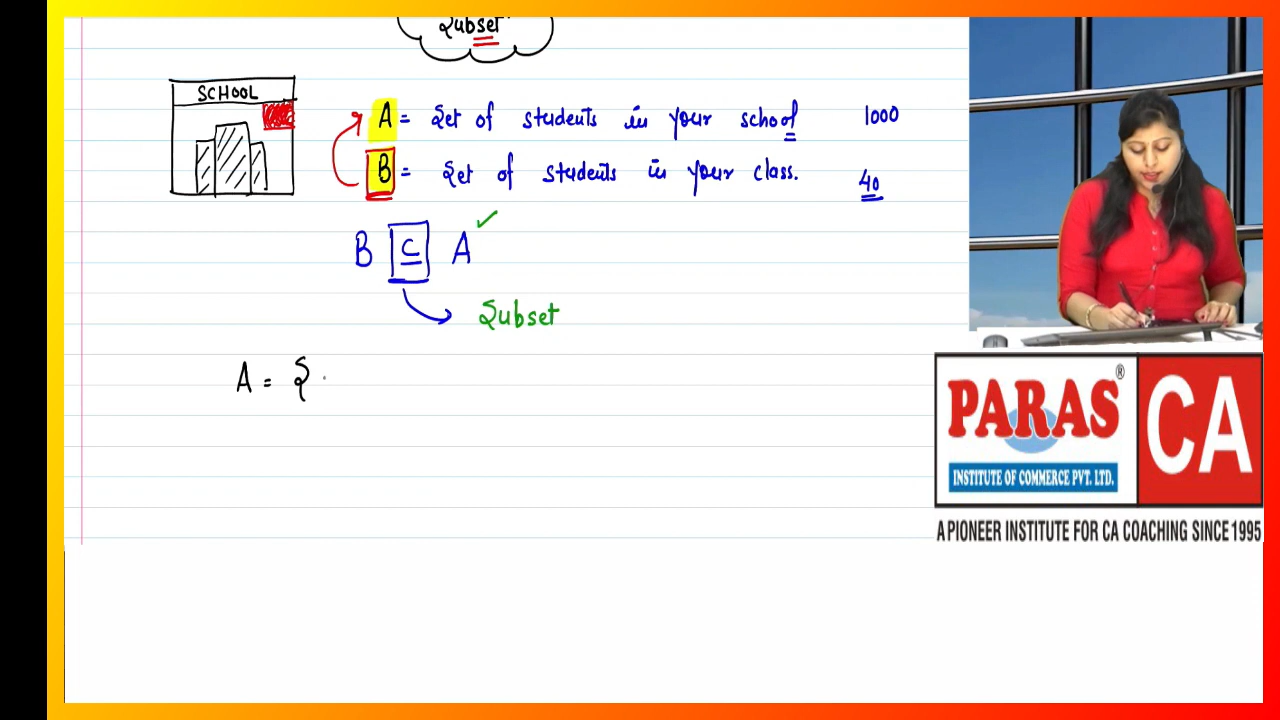 Subset
SCHOOL
A = Set of students in your school 1000
B = Set of students in your class. 40
B ⊆ A ✓
Subset
A = {
PARAS®
INSTITUTE OF COMMERCE PVT. LTD.
CA
A PIONEER INSTITUTE FOR CA COACHING SINCE 1995